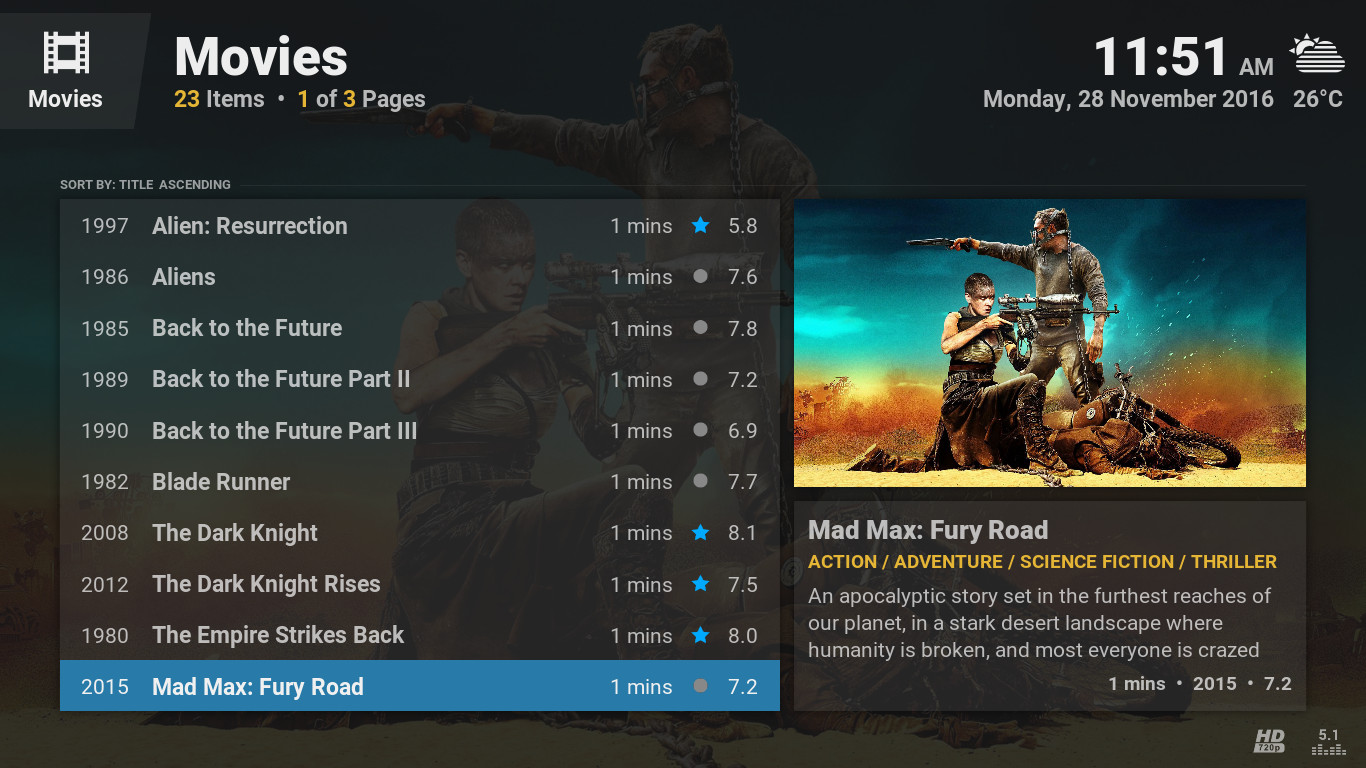 Movies
Movies
23 Items • 1 of 3 Pages
11:51 AM
Monday, 28 November 2016 26°C
SORT BY: TITLE ASCENDING
1997 Alien: Resurrection 1 mins 5.8
1986 Aliens 1 mins 7.6
1985 Back to the Future 1 mins 7.8
1989 Back to the Future Part II 1 mins 7.2
1990 Back to the Future Part III 1 mins 6.9
1982 Blade Runner 1 mins 7.7
2008 The Dark Knight 1 mins 8.1
2012 The Dark Knight Rises 1 mins 7.5
1980 The Empire Strikes Back 1 mins 8.0
2015 Mad Max: Fury Road 1 mins 7.2
Mad Max: Fury Road
ACTION / ADVENTURE / SCIENCE FICTION / THRILLER
An apocalyptic story set in the furthest reaches of
our planet, in a stark desert landscape where
humanity is broken, and most everyone is crazed
1 mins • 2015 • 7.2
HD 5.1
720p